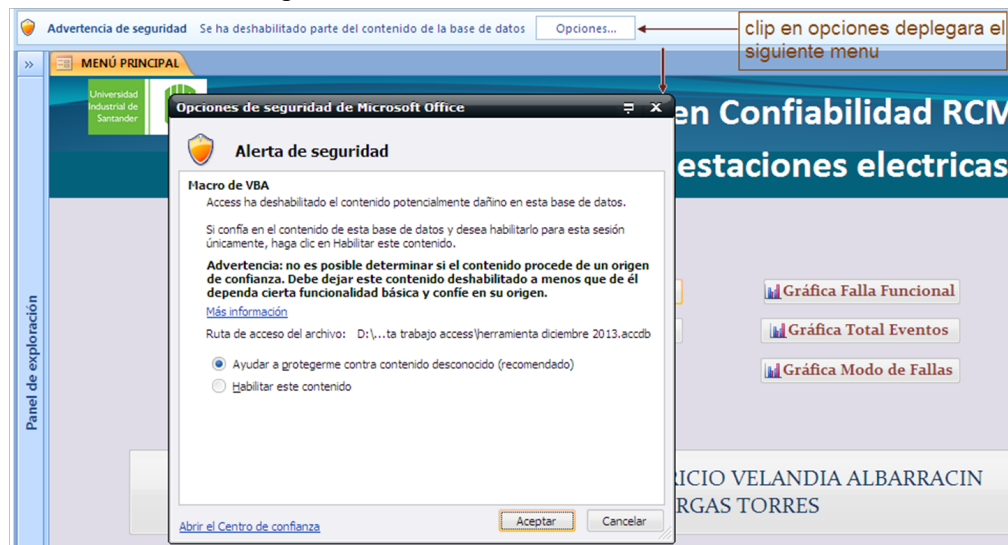 Advertencia de seguridad Se ha deshabilitado parte del contenido de la base de datos Opciones...
clip en opciones deplegara el
siguiente menu
»
MENÚ PRINCIPAL
Universidad
Industrial de
Santander
en Confiabilidad RCM
estaciones electricas
Opciones de seguridad de Microsoft Office
Alerta de seguridad
Macro de VBA
Access ha deshabilitado el contenido potencialmente dañino en esta base de datos.
Si confía en el contenido de esta base de datos y desea habilitarlo para esta sesión
únicamente, haga clic en Habilitar este contenido.
Advertencia: no es posible determinar si el contenido procede de un origen
de confianza. Debe dejar este contenido deshabilitado a menos que de él
dependa cierta funcionalidad básica y confíe en su origen.
Más información
Ruta de acceso del archivo: D:\...ta trabajo access\herramienta diciembre 2013.accdb
Ayudar a protegerme contra contenido desconocido (recomendado)
Habilitar este contenido
Abrir el Centro de confianza
Aceptar Cancelar
Panel de exploración
Gráfica Falla Funcional
Gráfica Total Eventos
Gráfica Modo de Fallas
RICIO VELANDIA ALBARRACIN
RGAS TORRES